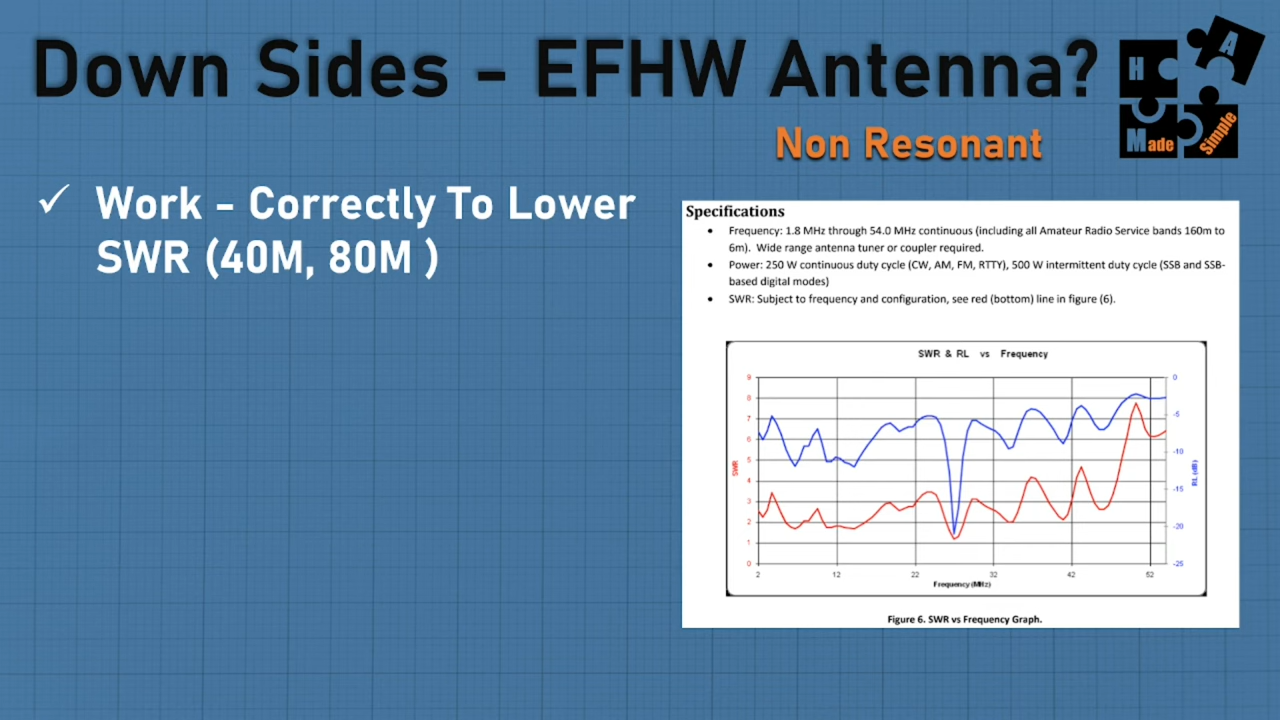 Down Sides - EFHW Antenna?
H A
Made Simple
Non Resonant
✓ Work - Correctly To Lower
SWR (40M, 80M )
Specifications
• Frequency: 1.8 MHz through 54.0 MHz continuous (including all Amateur Radio Service bands 160m to
6m). Wide range antenna tuner or coupler required.
• Power: 250 W continuous duty cycle (CW, AM, FM, RTTY), 500 W intermittent duty cycle (SSB and SSB-
based digital modes)
• SWR: Subject to frequency and configuration, see red (bottom) line in figure (6).
SWR & RL vs Frequency
9
8
7
6
5
4
3
2
1
0
SWR
0
-5
-10
-15
-20
-25
RL (dB)
2 12 22 32 42 52
Frequency (MHz)
Figure 6. SWR vs Frequency Graph.